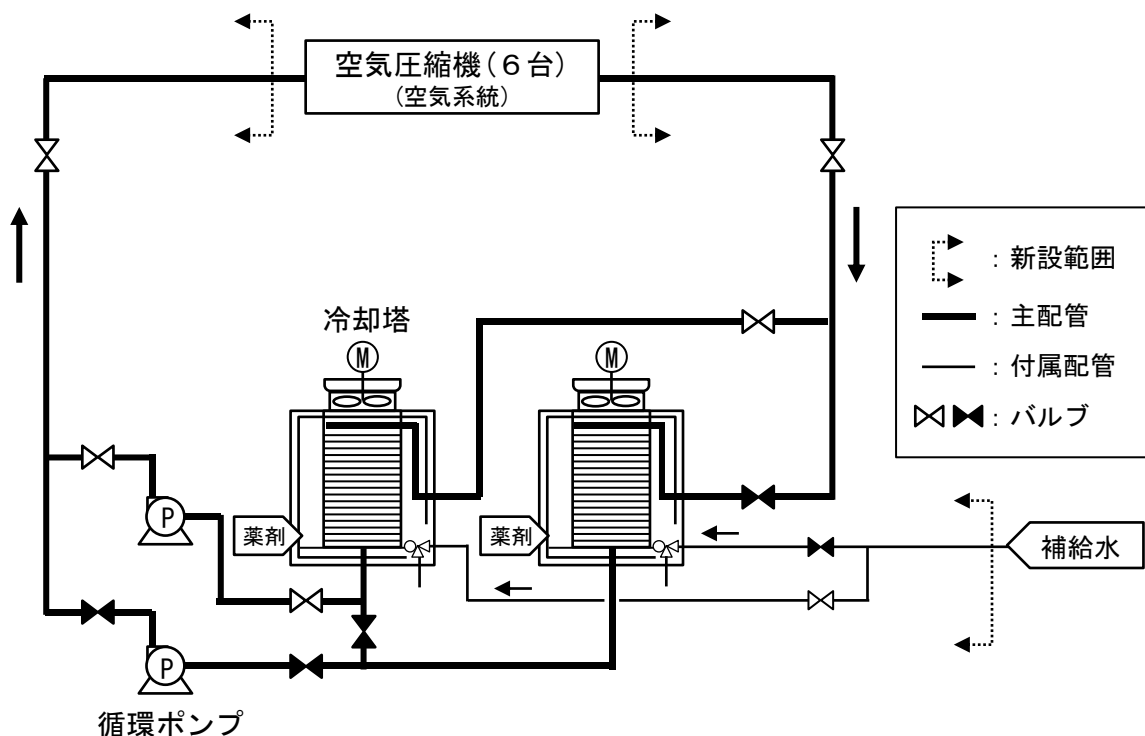 空気圧縮機（６台）
(空気系統)
：新設範囲
：主配管
：付属配管
：バルブ
冷却塔
M
M
P
薬剤
薬剤
補給水
P
循環ポンプ